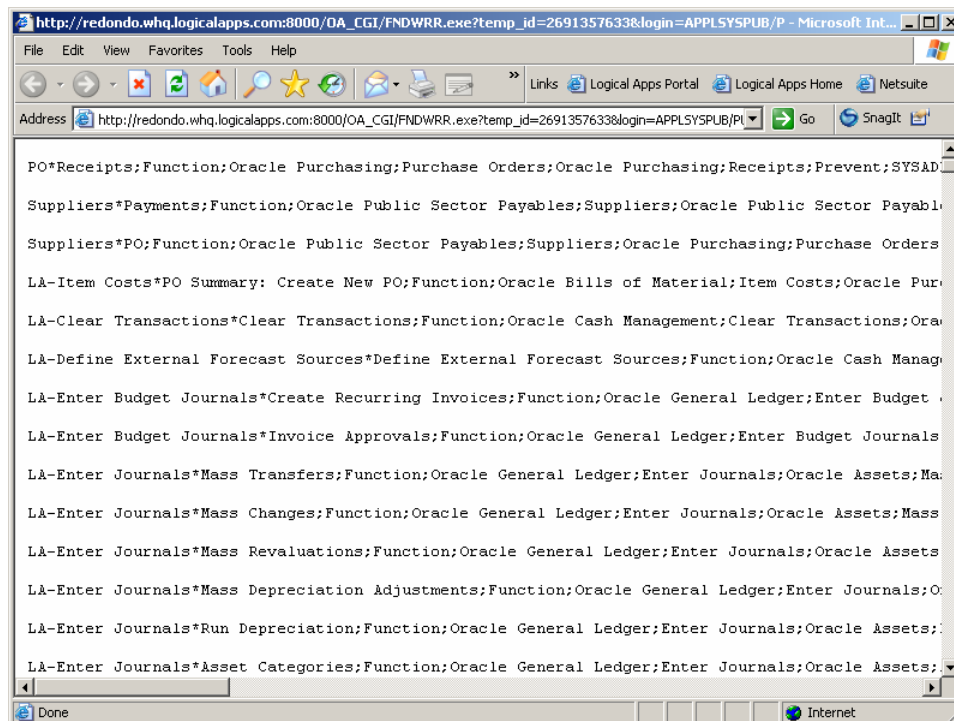 http://redondo.whq.logicalapps.com:8000/OA_CGI/FNDWRR.exe?temp_id=2691357633&login=APPLSYSPUB/P - Microsoft Int...
File Edit View Favorites Tools Help
» Links Logical Apps Portal Logical Apps Home Netsuite
Address http://redondo.whq.logicalapps.com:8000/OA_CGI/FNDWRR.exe?temp_id=2691357633&login=APPLSYSPUB/PU Go SnagIt
PO*Receipts;Function;Oracle Purchasing;Purchase Orders;Oracle Purchasing;Receipts;Prevent;SYSAD
Suppliers*Payments;Function;Oracle Public Sector Payables;Suppliers;Oracle Public Sector Payabl
Suppliers*PO;Function;Oracle Public Sector Payables;Suppliers;Oracle Purchasing;Purchase Orders
LA-Item Costs*PO Summary: Create New PO;Function;Oracle Bills of Material;Item Costs;Oracle Pur
LA-Clear Transactions*Clear Transactions;Function;Oracle Cash Management;Clear Transactions;Ora
LA-Define External Forecast Sources*Define External Forecast Sources;Function;Oracle Cash Manag
LA-Enter Budget Journals*Create Recurring Invoices;Function;Oracle General Ledger;Enter Budget
LA-Enter Budget Journals*Invoice Approvals;Function;Oracle General Ledger;Enter Budget Journals
LA-Enter Journals*Mass Transfers;Function;Oracle General Ledger;Enter Journals;Oracle Assets;Ma
LA-Enter Journals*Mass Changes;Function;Oracle General Ledger;Enter Journals;Oracle Assets;Mass
LA-Enter Journals*Mass Revaluations;Function;Oracle General Ledger;Enter Journals;Oracle Assets
LA-Enter Journals*Mass Depreciation Adjustments;Function;Oracle General Ledger;Enter Journals;O
LA-Enter Journals*Run Depreciation;Function;Oracle General Ledger;Enter Journals;Oracle Assets;
LA-Enter Journals*Asset Categories;Function;Oracle General Ledger;Enter Journals;Oracle Assets;
Done Internet